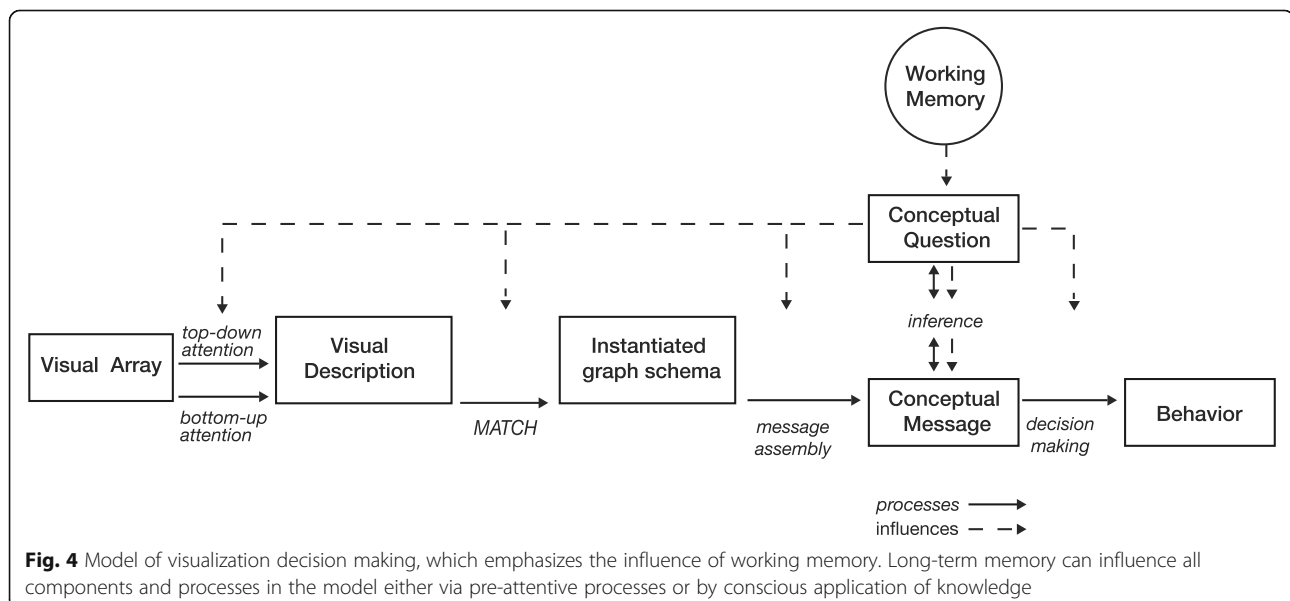 Working
Memory
Conceptual
Question
top-down
attention
Visual Array
bottom-up
attention
Visual
Description
MATCH
Instantiated
graph schema
message
assembly
inference
Conceptual
Message
decision
making
Behavior
processes
influences
Fig. 4 Model of visualization decision making, which emphasizes the influence of working memory. Long-term memory can influence all
components and processes in the model either via pre-attentive processes or by conscious application of knowledge